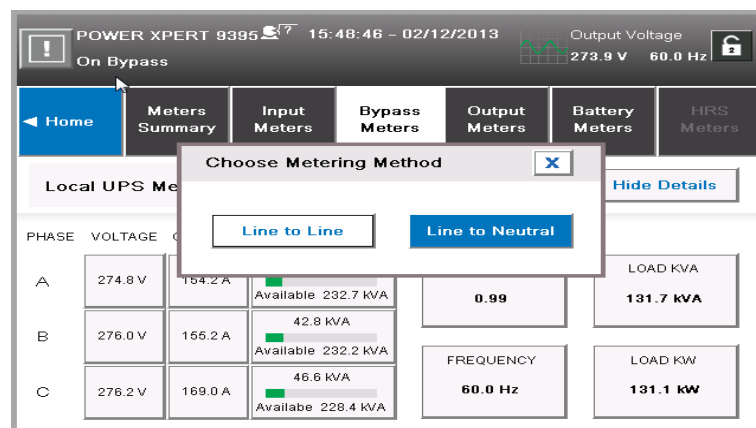 POWER XPERT 9395 ? 15:48:46 - 02/12/2013 Output Voltage
! On Bypass 273.9 V 60.0 Hz 2
Home Meters Summary Input Meters Bypass Meters Output Meters Battery Meters HRS Meters
Choose Metering Method X
Local UPS Me Hide Details
Line to Line Line to Neutral
PHASE VOLTAGE
A 274.8 V 154.2 A Available 232.7 kVA 0.99 LOAD KVA 131.7 kVA
B 276.0 V 155.2 A 42.8 kVA Available 232.2 kVA
FREQUENCY 60.0 Hz LOAD KW 131.1 kW
C 276.2 V 169.0 A 46.6 kVA Availabe 228.4 kVA